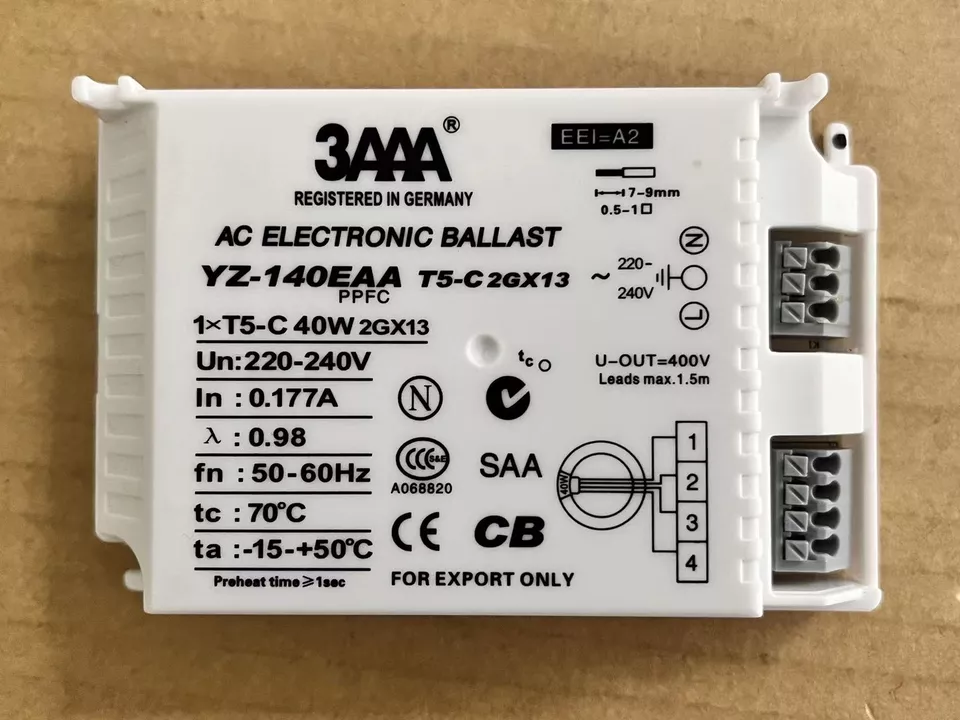 3AAA®
REGISTERED IN GERMANY
EEI=A2
7-9mm
0.5-1□
AC ELECTRONIC BALLAST
YZ-140EAA T5-C 2GX13
PPFC
~ 220-
240V
N
L
1×T5-C 40W 2GX13
Un: 220-240V
In : 0.177A
λ : 0.98
fn : 50-60Hz
tc : 70°C
ta : -15-+50°C
Preheat time≥1sec
tc
U-OUT=400V
Leads max.1.5m
N
CCC S&E
A068820
SAA
CE
CB
FOR EXPORT ONLY
40W
1
2
3
4